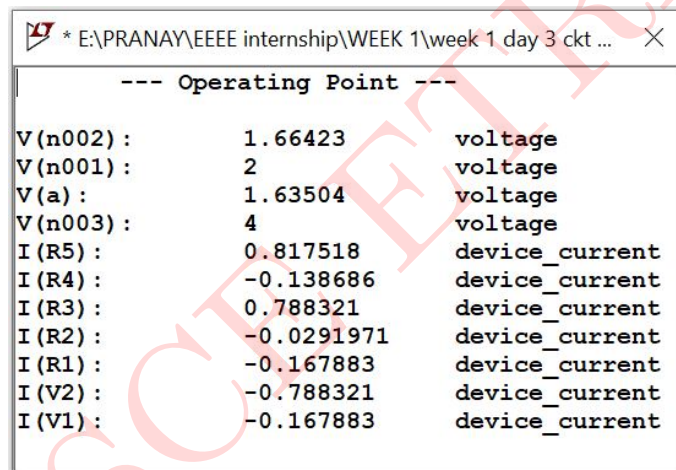 * E:\PRANAY\EEEE internship\WEEK 1\week 1 day 3 ckt ...
--- Operating Point ---
V(n002): 1.66423 voltage
V(n001): 2 voltage
V(a): 1.63504 voltage
V(n003): 4 voltage
I(R5): 0.817518 device_current
I(R4): -0.138686 device_current
I(R3): 0.788321 device_current
I(R2): -0.0291971 device_current
I(R1): -0.167883 device_current
I(V2): -0.788321 device_current
I(V1): -0.167883 device_current
SCE ETR